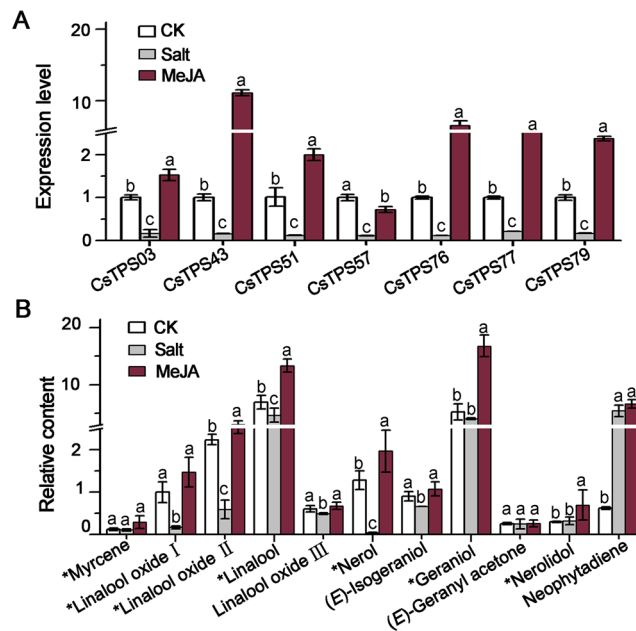 A
CK
Salt
MeJA
Expression level
20
10
2
1
0
b c a
b c a
b c a
a c b
b c a
b c a
b c a
CsTPS03 CsTPS43 CsTPS51 CsTPS57 CsTPS76 CsTPS77 CsTPS79
B
CK
Salt
MeJA
Relative content
20
10
2
1
0
a a a
a b a
b c a
b c a
a b a
b c a
a b a
b b a
a a a
b b a
b a a
*Myrcene *Linalool oxide I *Linalool oxide II *Linalool Linalool oxide III *Nerol (E)-Isogeraniol *Geraniol (E)-Geranyl acetone *Nerolidol Neophytadiene